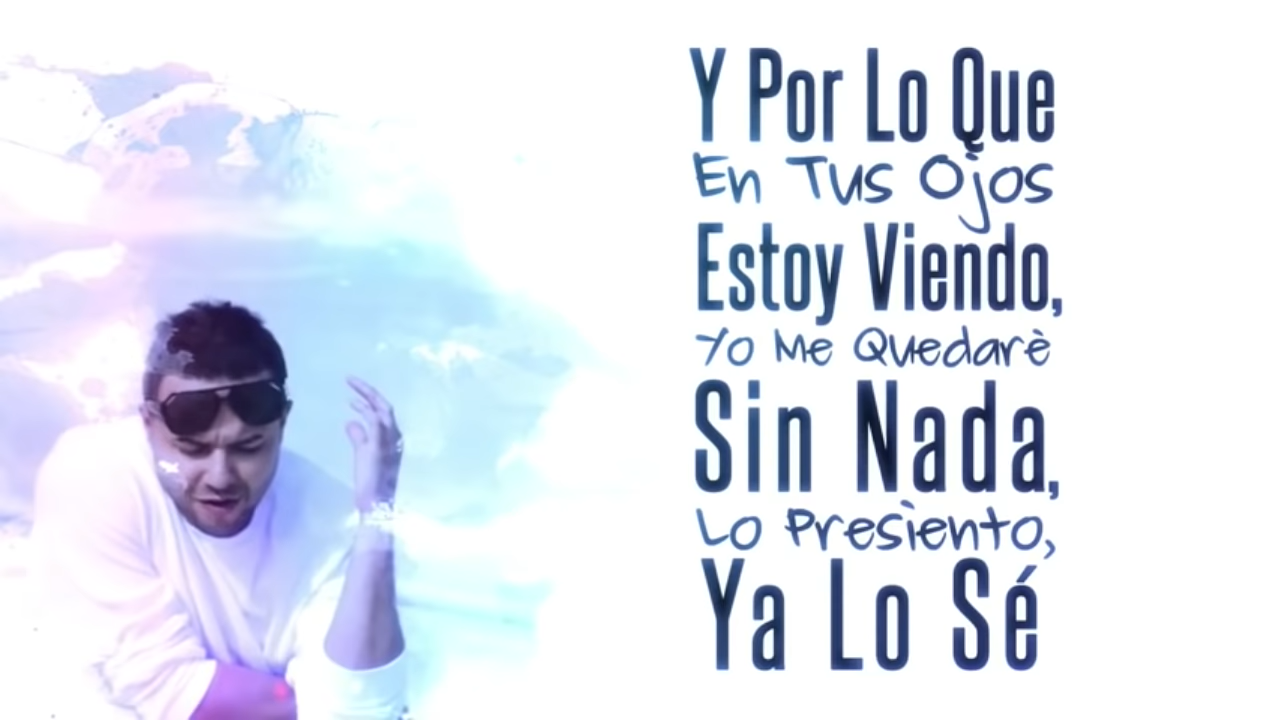 Y Por Lo Que
En Tus Ojos
Estoy Viendo,
Yo Me Quedarè
Sin Nada,
Lo Presiento,
Ya Lo Sé